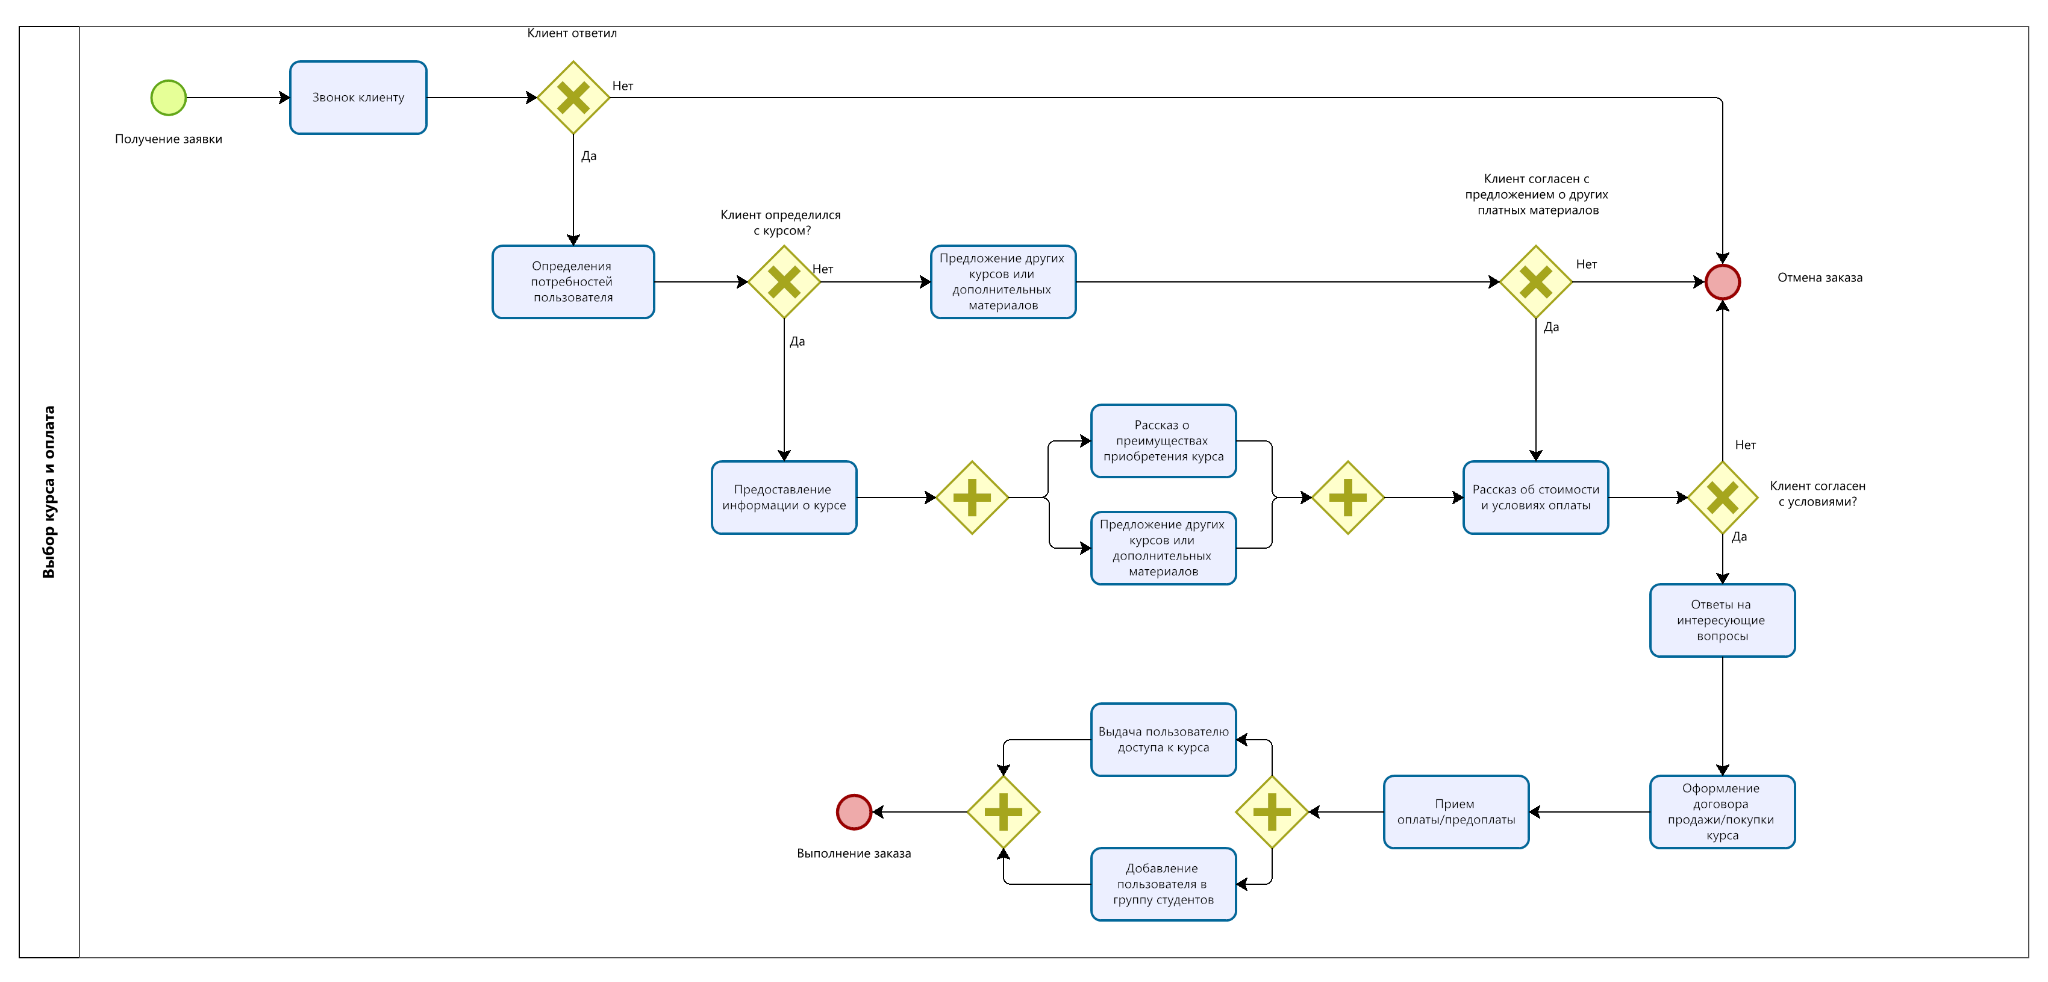 Выбор курса и оплата
Клиент ответил
Получение заявки
Звонок клиенту
Нет
Да
Определения
потребностей
пользователя
Клиент определился
с курсом?
Нет
Да
Предложение других
курсов или
дополнительных
материалов
Клиент согласен с
предложением о других
платных материалов
Нет
Да
Отмена заказа
Предоставление
информации о курсе
Рассказ о
преимуществах
приобретения курса
Предложение других
курсов или
дополнительных
материалов
Рассказ об стоимости
и условиях оплаты
Нет
Клиент согласен
с условиями?
Да
Ответы на
интересующие
вопросы
Оформление
договора
продажи/покупки
курса
Прием
оплаты/предоплаты
Выдача пользователю
доступа к курса
Добавление
пользователя в
группу студентов
Выполнение заказа